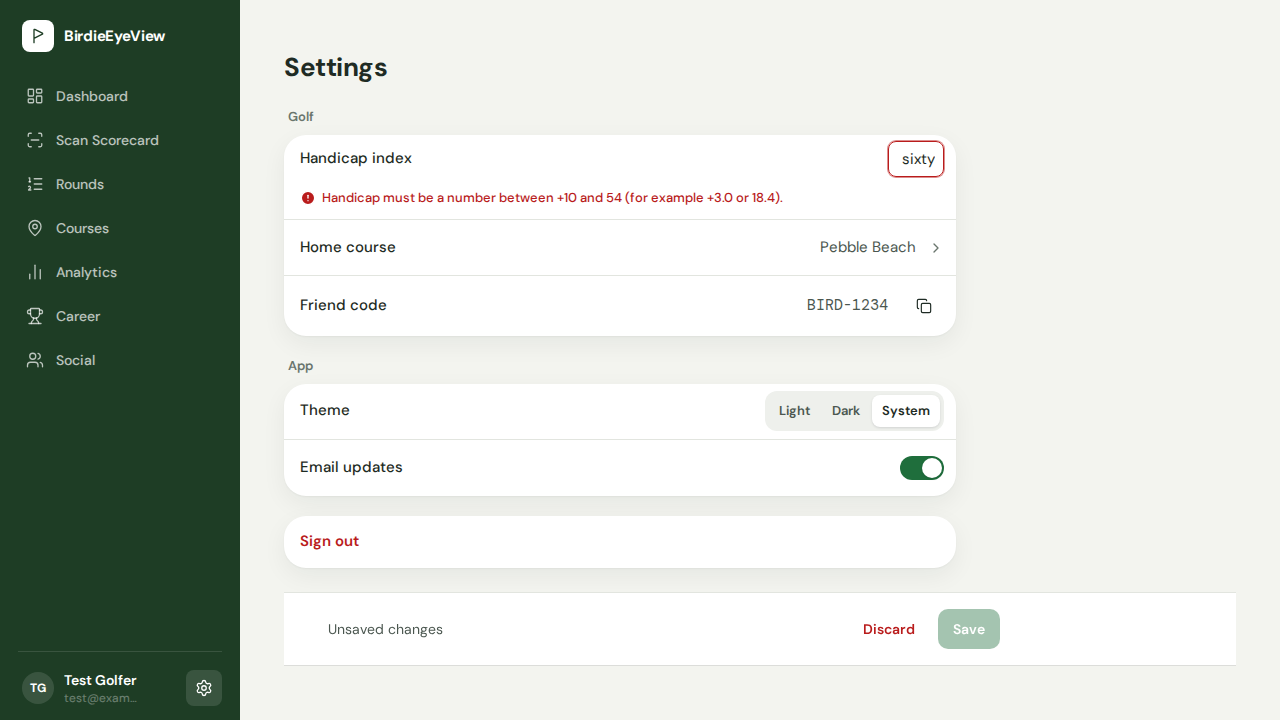 BirdieEyeView
Dashboard
Scan Scorecard
Rounds
Courses
Analytics
Career
Social
TG
Test Golfer
test@exam...
Settings
Golf
Handicap index
sixty
Handicap must be a number between +10 and 54 (for example +3.0 or 18.4).
Home course
Pebble Beach
Friend code
BIRD-1234
App
Theme
Light
Dark
System
Email updates
Sign out
Unsaved changes
Discard
Save